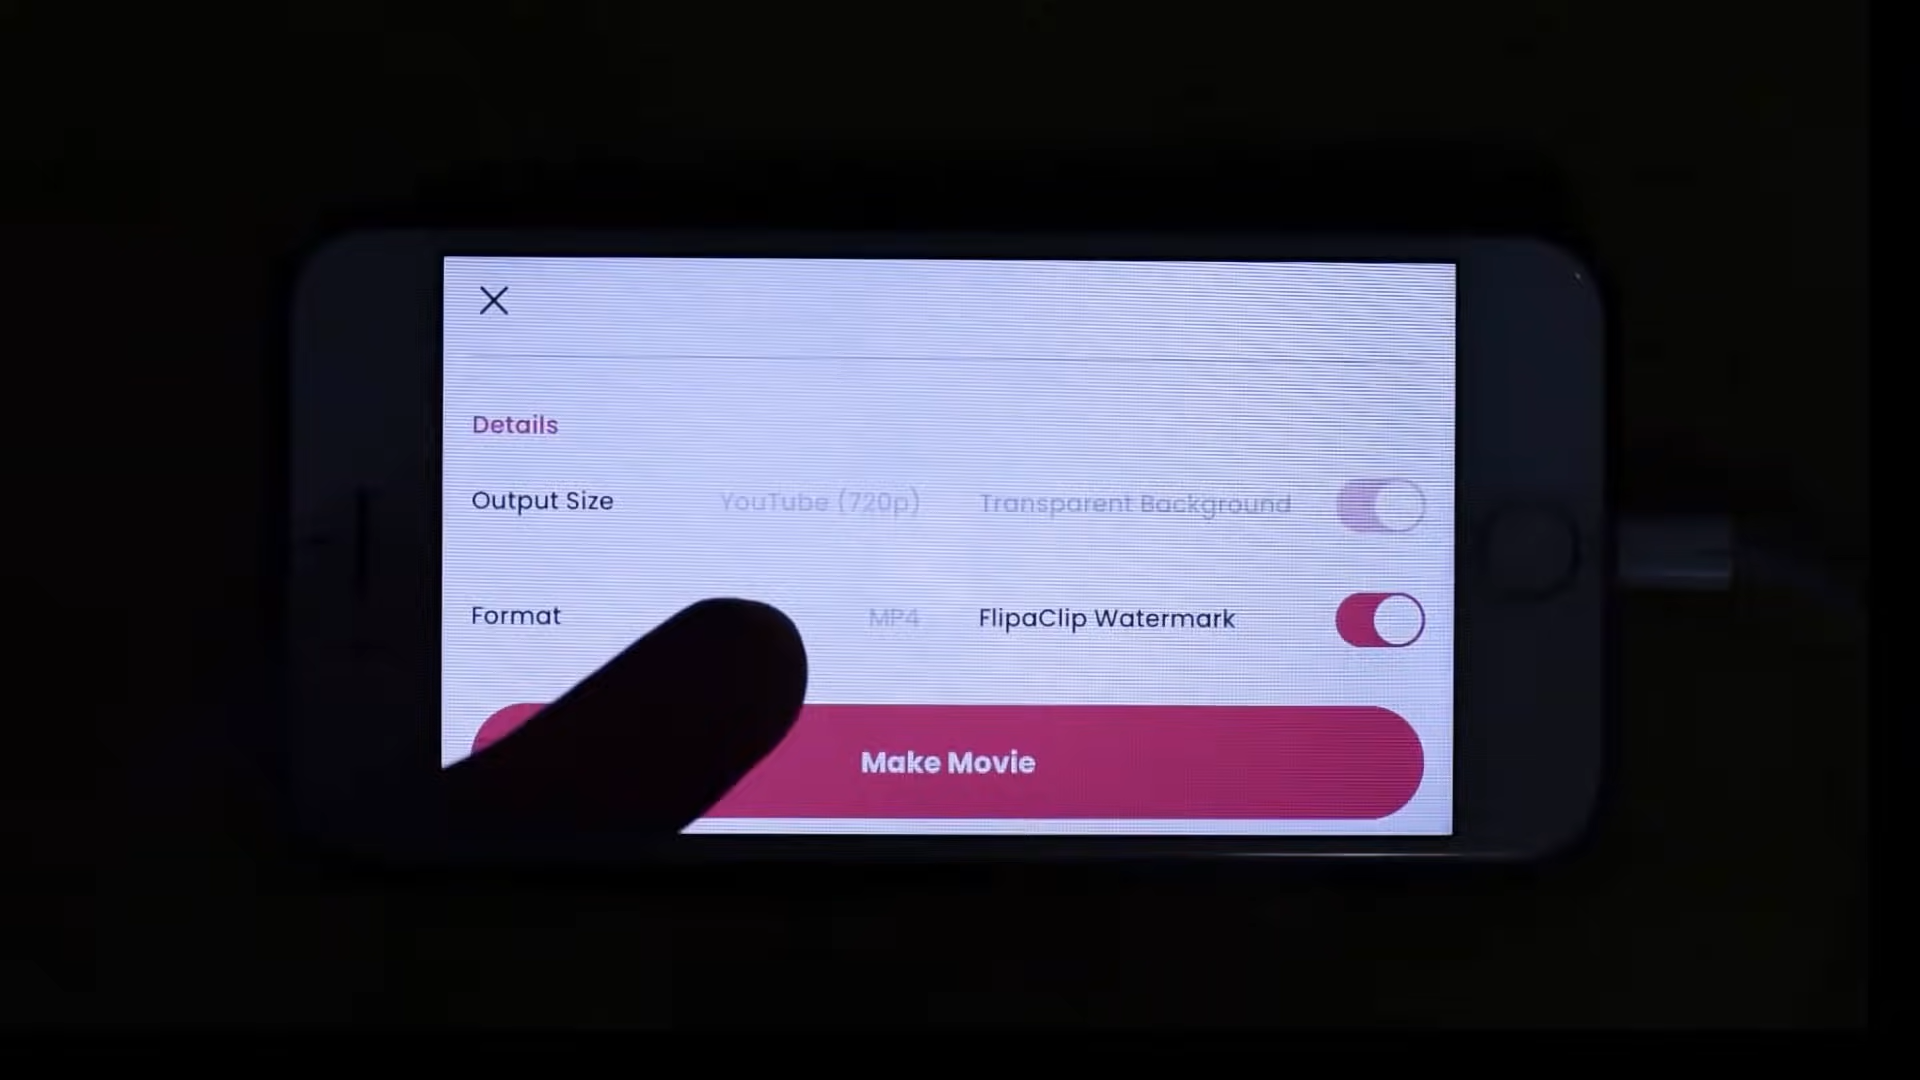 Details
Output Size YouTube (720p) Transparent Background
Format MP4 FlipaClip Watermark
Make Movie